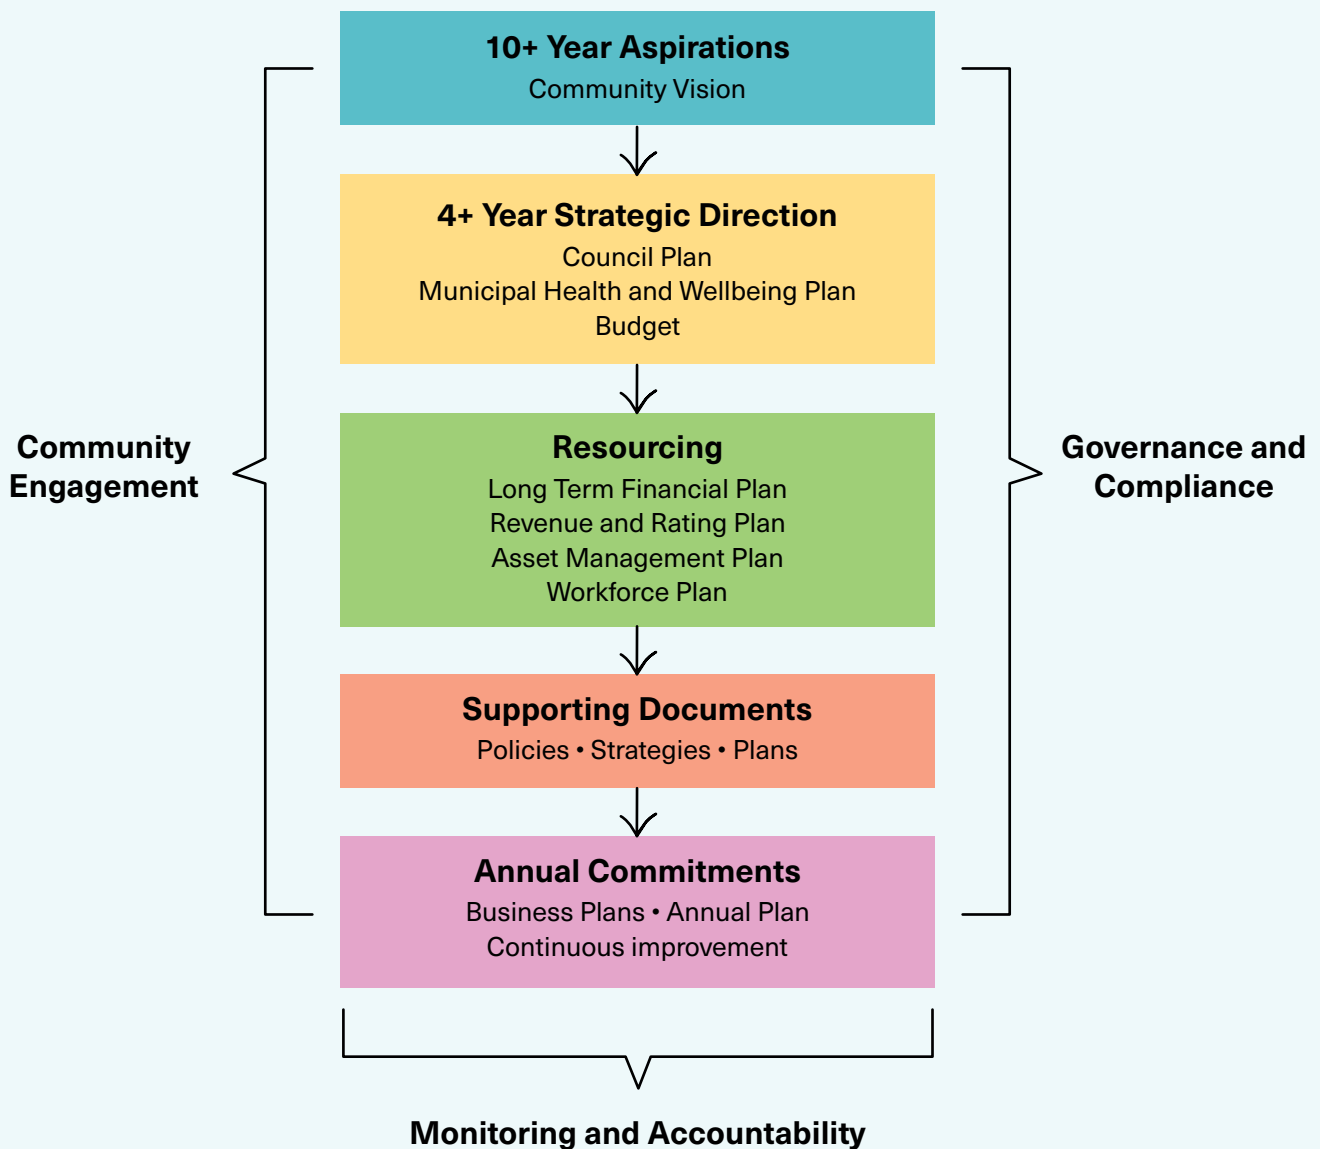 10+ Year Aspirations
Community Vision
4+ Year Strategic Direction
Council Plan
Municipal Health and Wellbeing Plan
Budget
Community
Engagement
Resourcing
Long Term Financial Plan
Revenue and Rating Plan
Asset Management Plan
Workforce Plan
Governance and
Compliance
Supporting Documents
Policies • Strategies • Plans
Annual Commitments
Business Plans • Annual Plan
Continuous improvement
Monitoring and Accountability